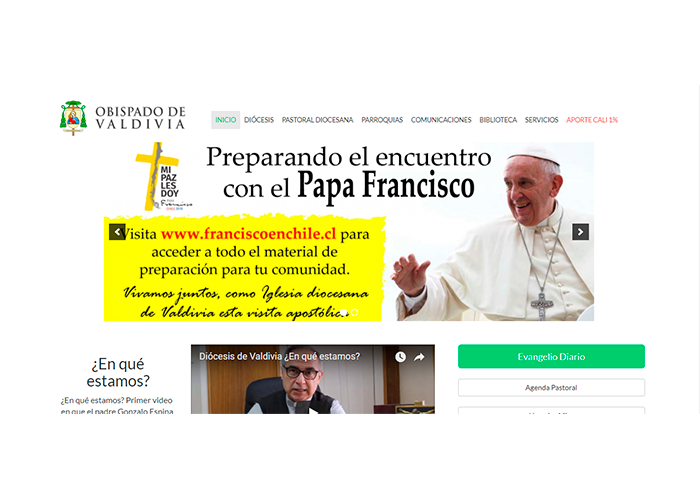 OBISPADO DE
VALDIVIA
INICIO DIÓCESIS PASTORAL DIOCESANA PARROQUIAS COMUNICACIONES BIBLIOTECA SERVICIOS APORTE CALI 1%
MI
PAZ
LES
DOY
Preparando el encuentro
con el Papa Francisco
Visita www.franciscoenchile.cl para
acceder a todo el material de
preparación para tu comunidad.
Vivamos juntos, como Iglesia diocesana
de Valdivia esta visita apostólica.
¿En qué
estamos?
¿En qué estamos? Primer video
en que el padre Gonzalo Espina
Diócesis de Valdivia ¿En qué estamos?
Evangelio Diario
Agenda Pastoral